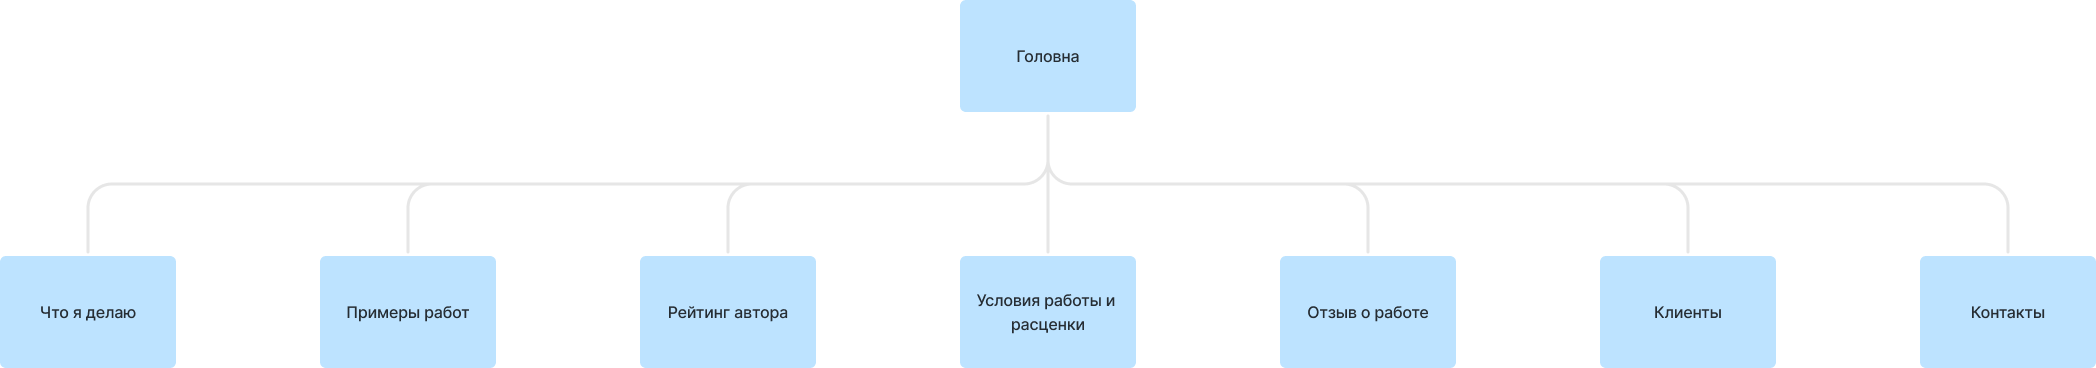 Головна
Что я делаю
Примеры работ
Рейтинг автора
Условия работы и
расценки
Отзыв о работе
Клиенты
Контакты